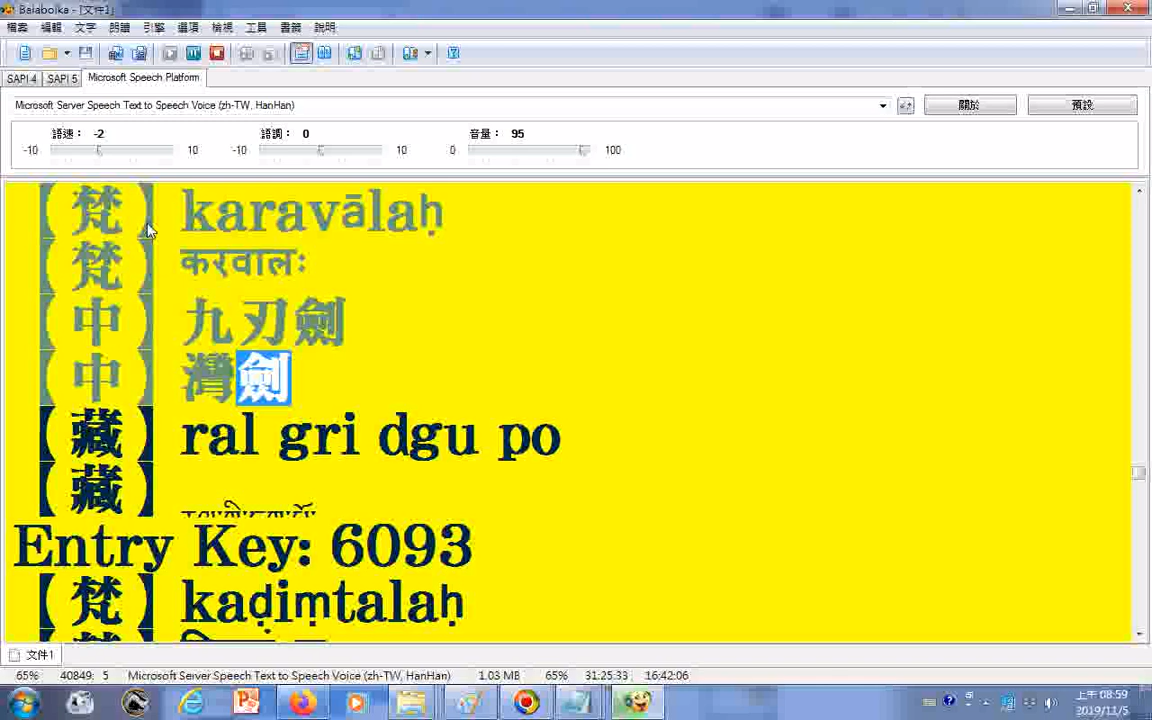 Balabolka - [文件1]
檔案 編輯 文字 朗讀 引擎 選項 檢視 工具 書籤 說明
SAPI 4 SAPI 5 Microsoft Speech Platform
Microsoft Server Speech Text to Speech Voice (zh-TW, HanHan) 關於 預設
語速： -2 語調： 0 音量： 95
-10 10 -10 10 0 100
【梵】 karavālaḥ
【梵】 करवालः
【中】 九刃劍
【中】 灣劍
【藏】 ral gri dgu po
【藏】
Entry Key: 6093
【梵】 kaḍiṃtalaḥ
文件1
65% 40849: 5 Microsoft Server Speech Text to Speech Voice (zh-TW, HanHan) 1.03 MB 65% 31:25:33 16:42:06
上午 08:59
2019/11/5